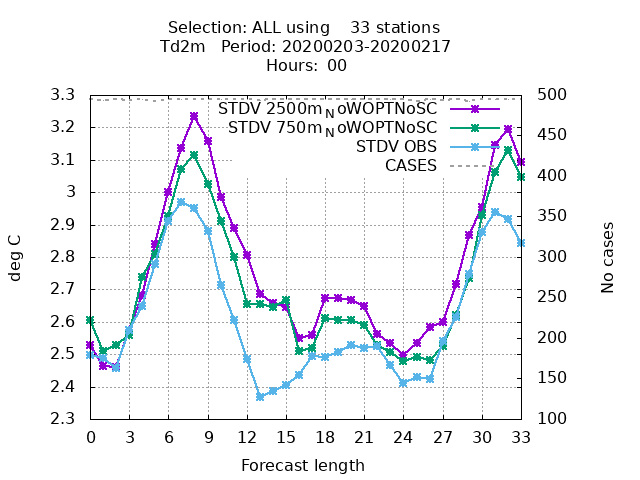 Selection: ALL using    33 stations
Td2m   Period: 20200203-20200217
Hours:  00
3.3
3.2
3.1
3
2.9
2.8
2.7
2.6
2.5
2.4
2.3
deg C
STDV 2500m_NoWOPTNoSC
STDV 750m_NoWOPTNoSC
STDV OBS
CASES
500
450
400
350
300
250
200
150
100
No cases
0 3 6 9 12 15 18 21 24 27 30 33
Forecast length